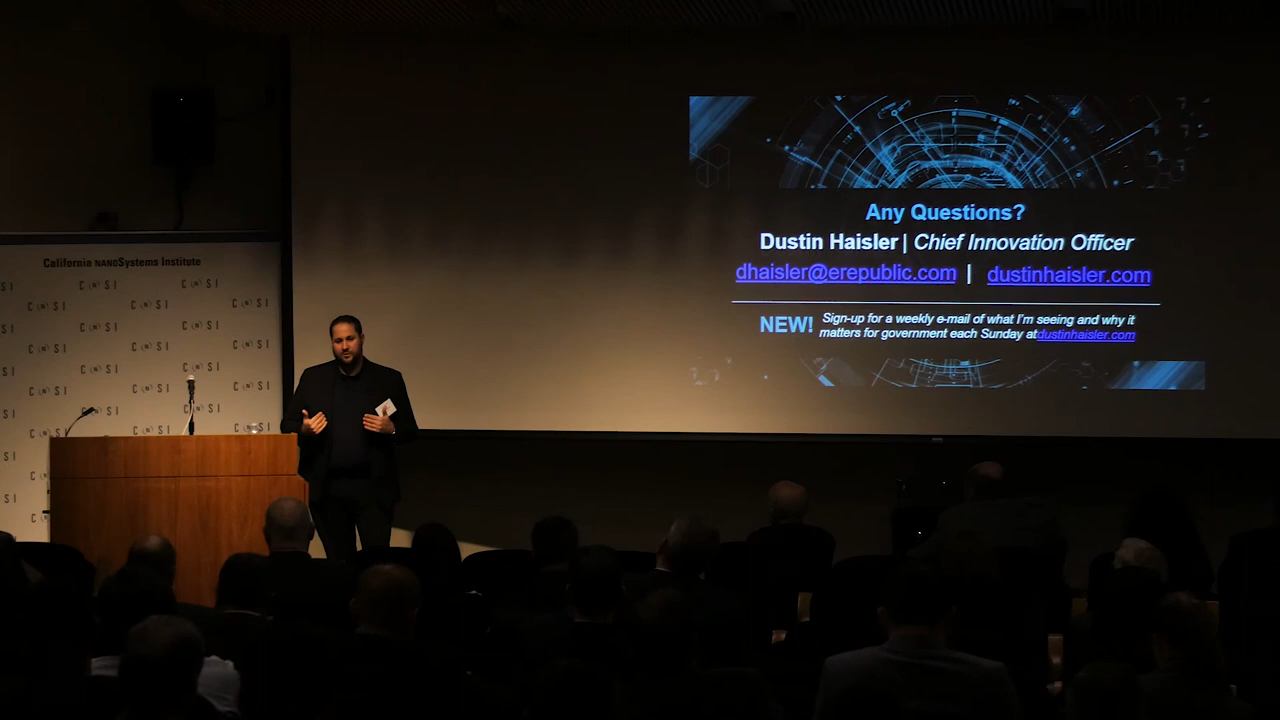 California NANOSystems Institute
CNSI
Any Questions?
Dustin Haisler | Chief Innovation Officer
dhaisler@erepublic.com | dustinhaisler.com
NEW! Sign-up for a weekly e-mail of what I'm seeing and why it
matters for government each Sunday atdustinhaisler.com